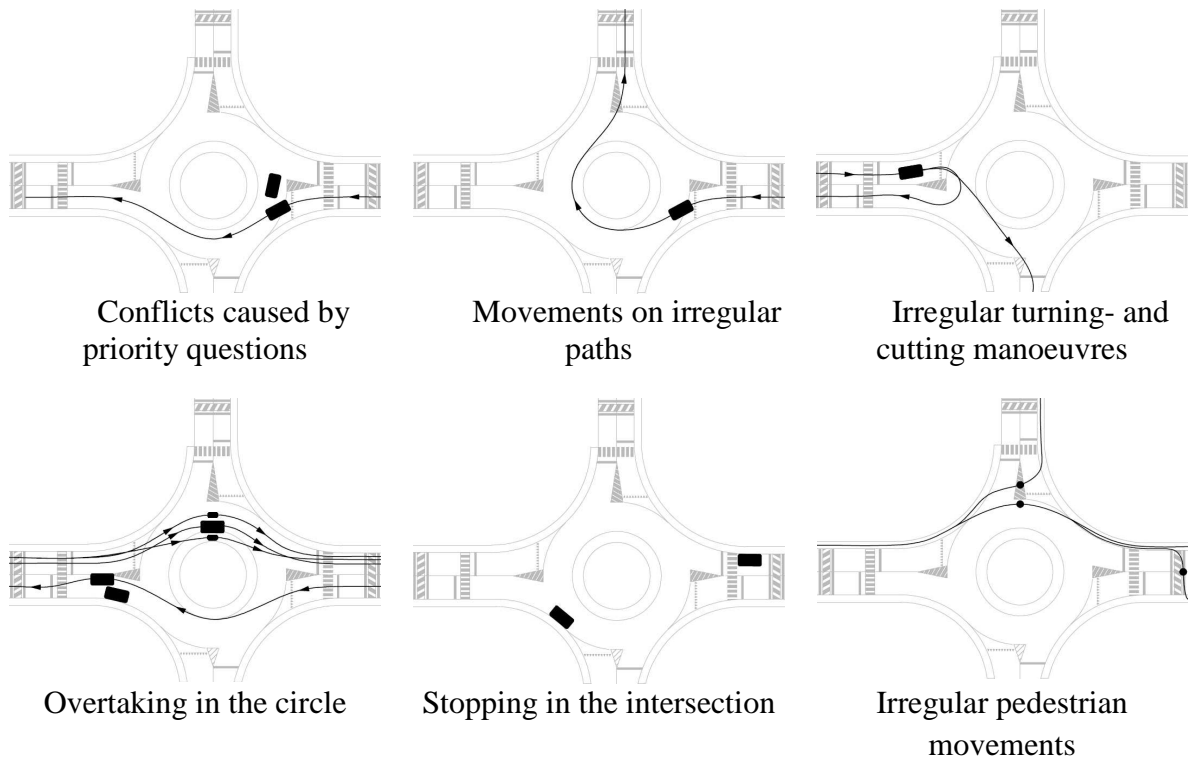 Conflicts caused by
priority questions
Movements on irregular
paths
Irregular turning- and
cutting manoeuvres
Overtaking in the circle
Stopping in the intersection
Irregular pedestrian
movements